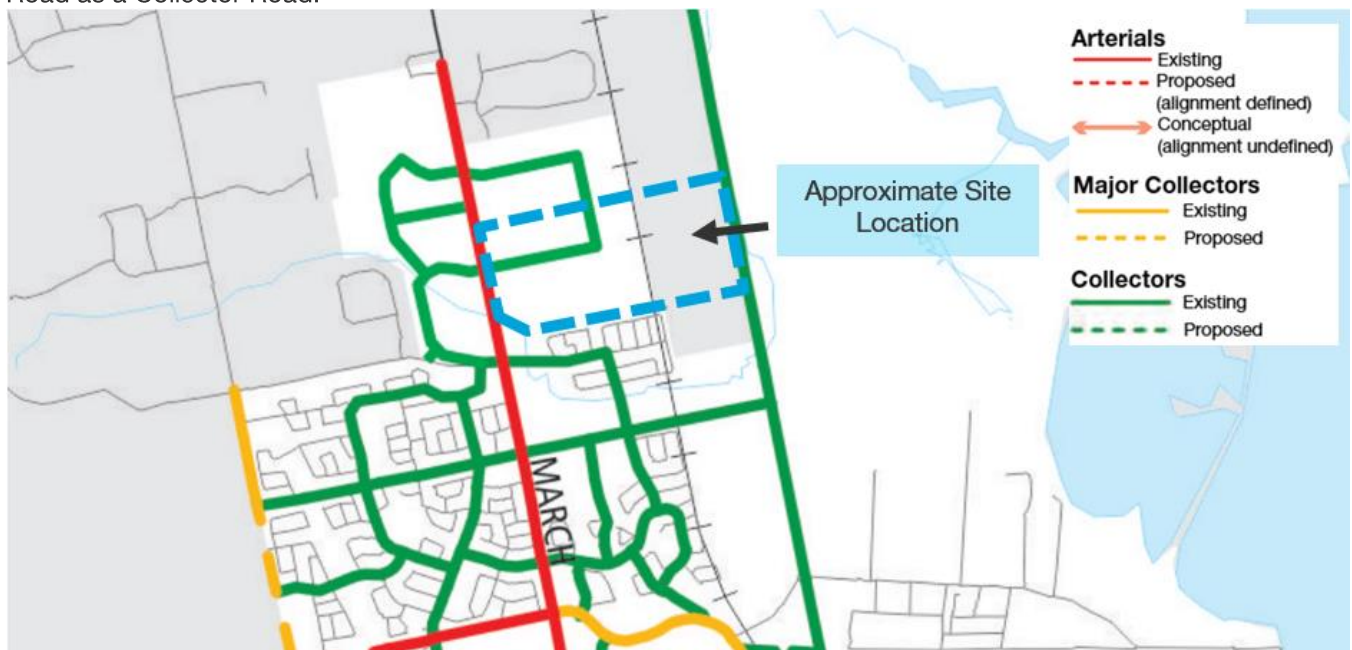 Road as a Collector Road.
Arterials
Existing
Proposed
(alignment defined)
Conceptual
(alignment undefined)
Approximate Site
Location
Major Collectors
Existing
Proposed
Collectors
Existing
Proposed
MARCH